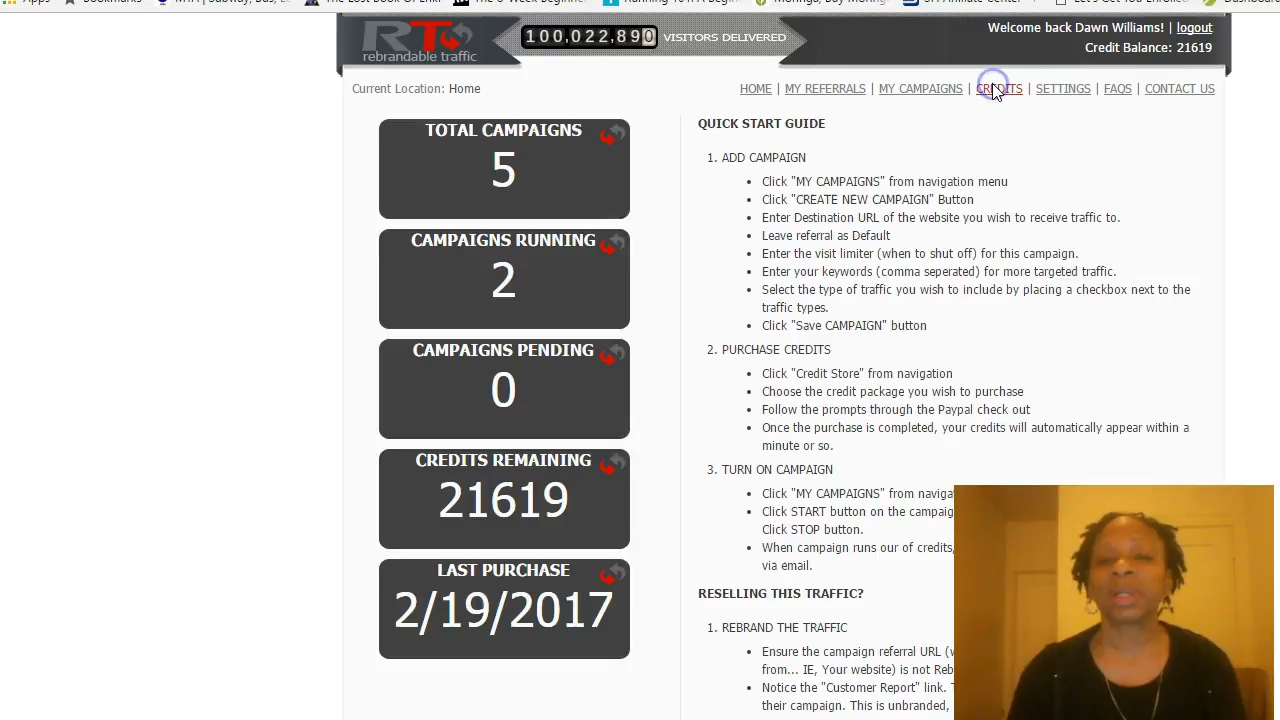 Apps
The Lost Book Of Enki
RT
rebrandable traffic
100,022,890 VISITORS DELIVERED
Welcome back Dawn Williams! | logout
Credit Balance: 21619
Current Location: Home
HOME | MY REFERRALS | MY CAMPAIGNS | CREDITS | SETTINGS | FAQS | CONTACT US
TOTAL CAMPAIGNS
5
CAMPAIGNS RUNNING
2
CAMPAIGNS PENDING
0
CREDITS REMAINING
21619
LAST PURCHASE
2/19/2017
QUICK START GUIDE
1. ADD CAMPAIGN
• Click "MY CAMPAIGNS" from navigation menu
• Click "CREATE NEW CAMPAIGN" Button
• Enter Destination URL of the website you wish to receive traffic to.
• Leave referral as Default
• Enter the visit limiter (when to shut off) for this campaign.
• Enter your keywords (comma seperated) for more targeted traffic.
• Select the type of traffic you wish to include by placing a checkbox next to the
traffic types.
• Click "Save CAMPAIGN" button
2. PURCHASE CREDITS
• Click "Credit Store" from navigation
• Choose the credit package you wish to purchase
• Follow the prompts through the Paypal check out
• Once the purchase is completed, your credits will automatically appear within a
minute or so.
3. TURN ON CAMPAIGN
• Click "MY CAMPAIGNS" from
• Click START button on the
Click STOP button.
• When campaign runs our of credits,
via email.
RESELLING THIS TRAFFIC?
1. REBRAND THE TRAFFIC
• Ensure the campaign referral URL
from... IE, Your website) is not
• Notice the "Customer Report" link.
their campaign. This is unbranded,